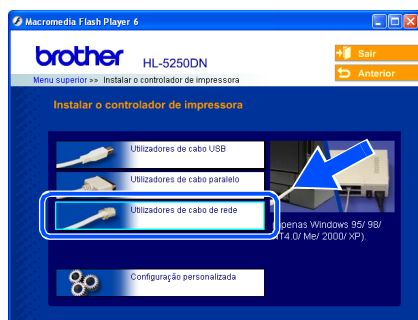 Macromedia Flash Player 6
brother
HL-5250DN
Sair
Anterior
Menu superior >> Instalar o controlador de impressora
Instalar o controlador de impressora
Utilizadores de cabo USB
Utilizadores de cabo paralelo
Utilizadores de cabo de rede
penas Windows 95/ 98/
T4.0/ Me/ 2000/ XP).
Configuração personalizada